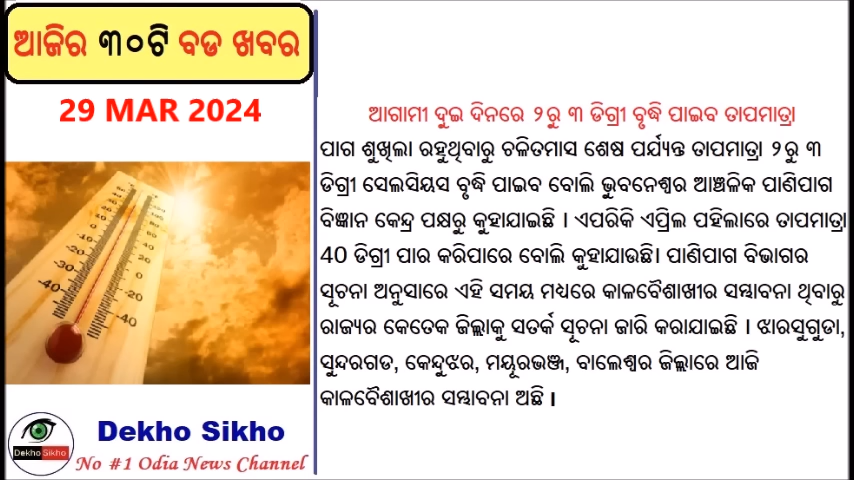 ଆଜିର ୩୦ଟି ବଡ ଖବର
29 MAR 2024
ଆଗାମୀ ଦୁଇ ଦିନରେ ୨ରୁ ୩ ଡିଗ୍ରୀ ବୃଦ୍ଧି ପାଇବ ତାପମାତ୍ରା
ପାଗ ଶୁଖିଲା ରହୁଥିବାରୁ ଚଳିତମାସ ଶେଷ ପର୍ଯ୍ୟନ୍ତ ତାପମାତ୍ରା ୨ରୁ ୩
ଡିଗ୍ରୀ ସେଲସିୟସ ବୃଦ୍ଧି ପାଇବ ବୋଲି ଭୁବନେଶ୍ୱର ଆଞ୍ଚଳିକ ପାଣିପାଗ
ବିଜ୍ଞାନ କେନ୍ଦ୍ର ପକ୍ଷରୁ କୁହାଯାଇଛି । ଏପରିକି ଏପ୍ରିଲ ପହିଲାରେ ତାପମାତ୍ରା
40 ଡିଗ୍ରୀ ପାର କରିପାରେ ବୋଲି କୁହାଯାଉଛି। ପାଣିପାଗ ବିଭାଗର
ସୂଚନା ଅନୁସାରେ ଏହି ସମୟ ମଧ୍ୟରେ କାଳବୈଶାଖୀର ସମ୍ଭାବନା ଥିବାରୁ
ରାଜ୍ୟର କେତେକ ଜିଲ୍ଲାକୁ ସତର୍କ ସୂଚନା ଜାରି କରାଯାଇଛି । ଝାରସୁଗୁଡା,
ସୁନ୍ଦରଗଡ, କେନ୍ଦୁଝର, ମୟୂରଭଞ୍ଜ, ବାଲେଶ୍ୱର ଜିଲ୍ଲାରେ ଆଜି
କାଳବୈଶାଖୀର ସମ୍ଭାବନା ଅଛି ।
Dekho Sikho
Dekho Sikho
No #1 Odia News Channel